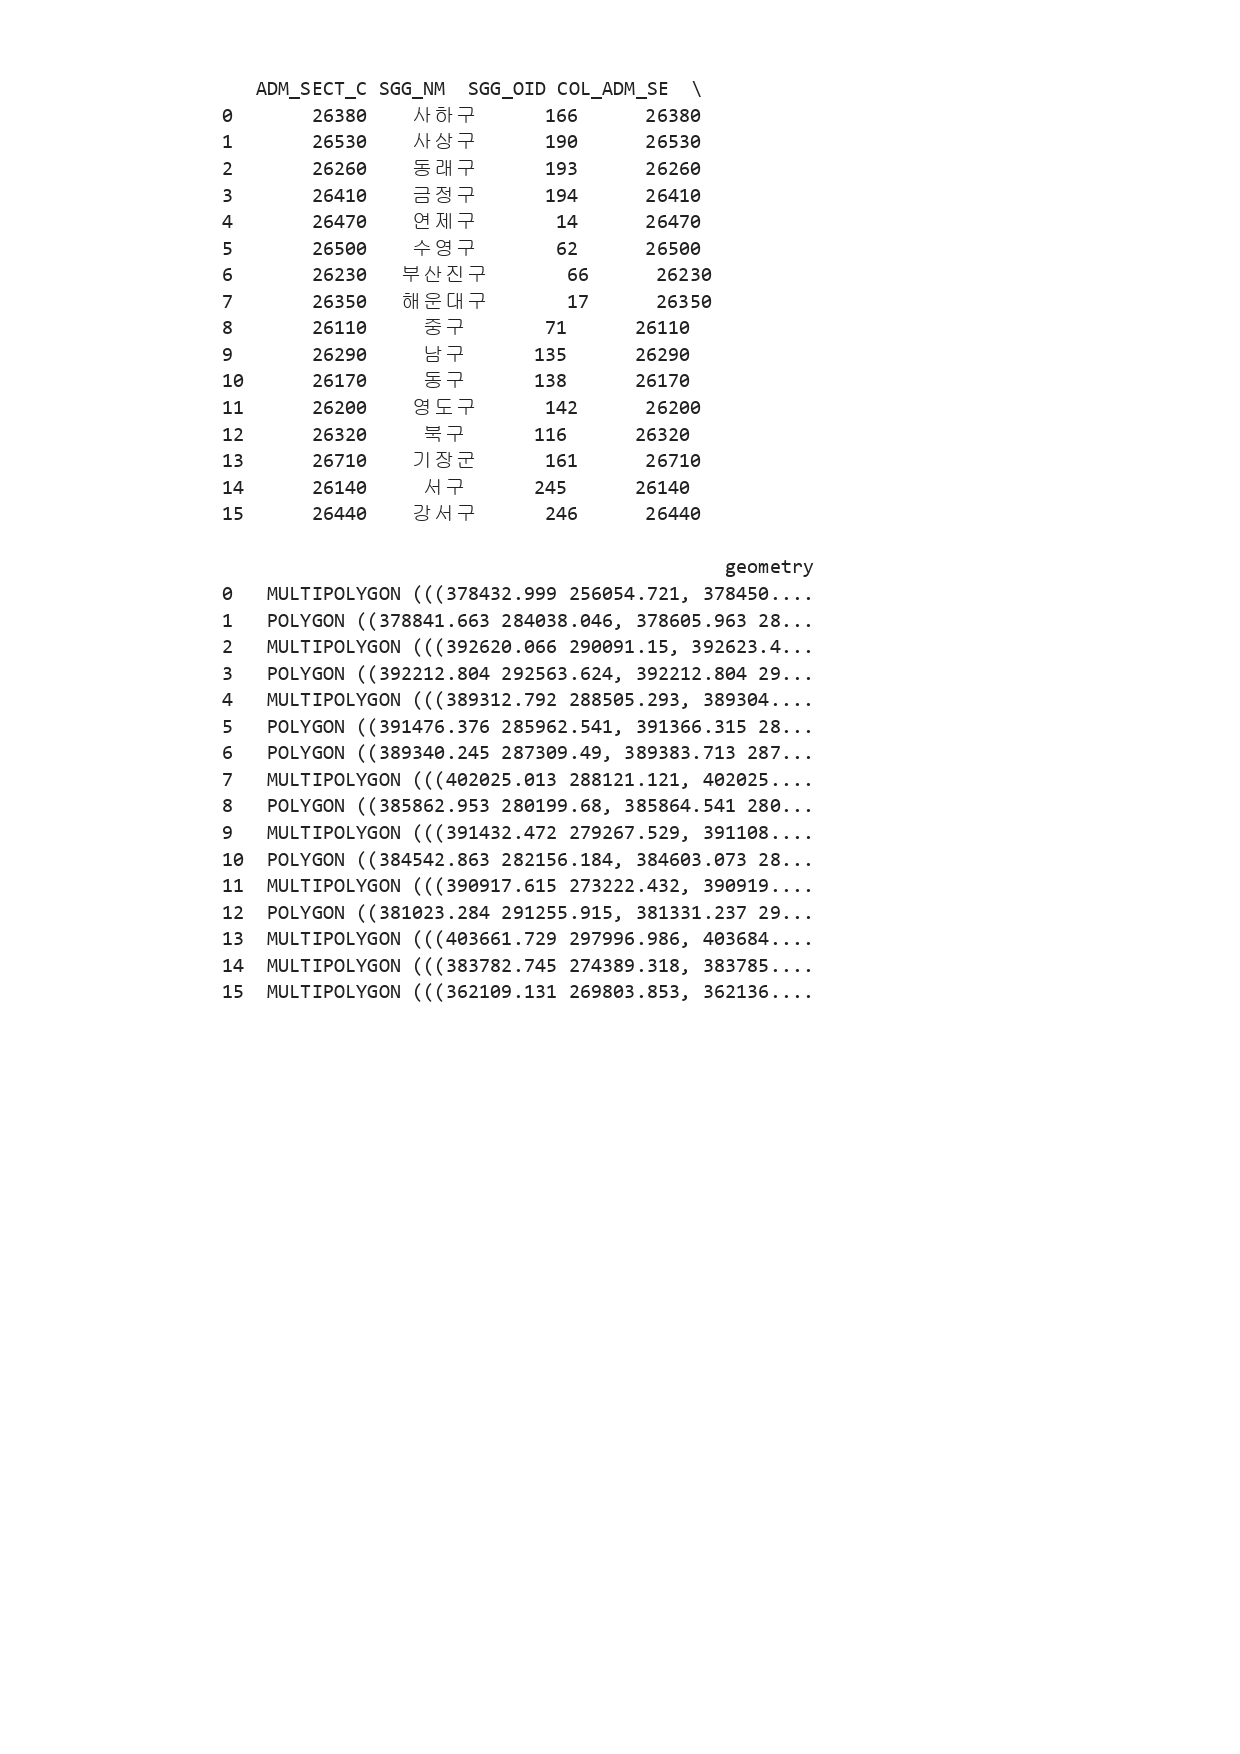 ADM_SECT_C SGG_NM SGG_OID COL_ADM_SE \
0 26380 사하구 166 26380
1 26530 사상구 190 26530
2 26260 동래구 193 26260
3 26410 금정구 194 26410
4 26470 연제구 14 26470
5 26500 수영구 62 26500
6 26230 부산진구 66 26230
7 26350 해운대구 17 26350
8 26110 중구 71 26110
9 26290 남구 135 26290
10 26170 동구 138 26170
11 26200 영도구 142 26200
12 26320 북구 116 26320
13 26710 기장군 161 26710
14 26140 서구 245 26140
15 26440 강서구 246 26440
geometry
0 MULTIPOLYGON (((378432.999 256054.721, 378450....
1 POLYGON ((378841.663 284038.046, 378605.963 28...
2 MULTIPOLYGON (((392620.066 290091.15, 392623.4...
3 POLYGON ((392212.804 292563.624, 392212.804 29...
4 MULTIPOLYGON (((389312.792 288505.293, 389304....
5 POLYGON ((391476.376 285962.541, 391366.315 28...
6 POLYGON ((389340.245 287309.49, 389383.713 287...
7 MULTIPOLYGON (((402025.013 288121.121, 402025....
8 POLYGON ((385862.953 280199.68, 385864.541 280...
9 MULTIPOLYGON (((391432.472 279267.529, 391108....
10 POLYGON ((384542.863 282156.184, 384603.073 28...
11 MULTIPOLYGON (((390917.615 273222.432, 390919....
12 POLYGON ((381023.284 291255.915, 381331.237 29...
13 MULTIPOLYGON (((403661.729 297996.986, 403684....
14 MULTIPOLYGON (((383782.745 274389.318, 383785....
15 MULTIPOLYGON (((362109.131 269803.853, 362136....